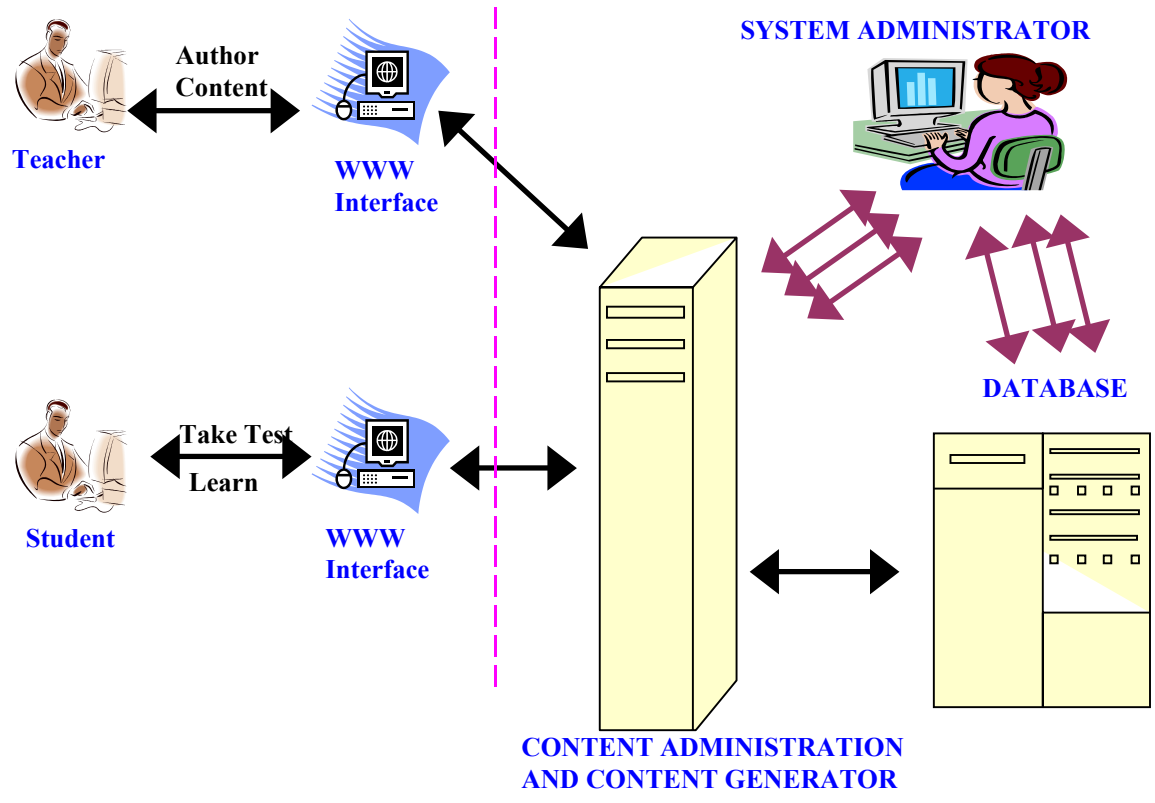 SYSTEM ADMINISTRATOR
Author
Content
Teacher
WWW
Interface
DATABASE
Take Test
Learn
Student
WWW
Interface
CONTENT ADMINISTRATION
AND CONTENT GENERATOR